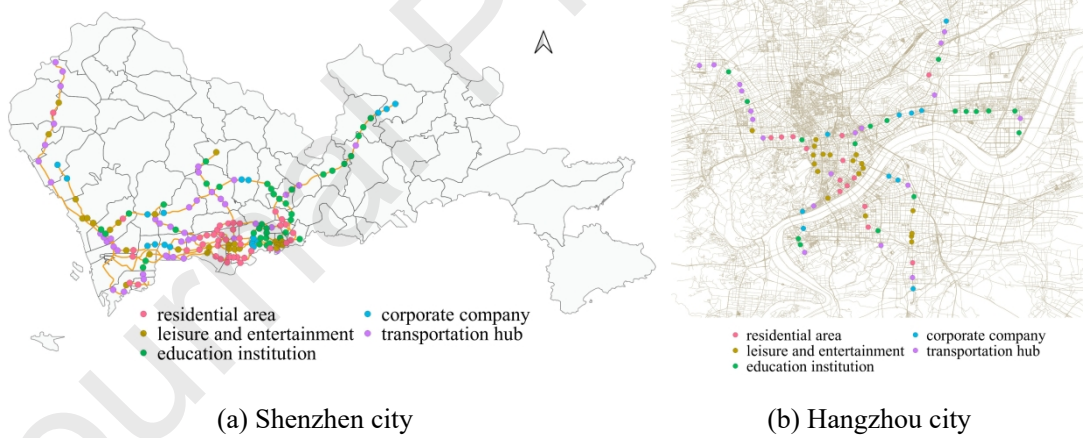 residential area
corporate company
leisure and entertainment
transportation hub
education institution
(a) Shenzhen city
residential area
corporate company
leisure and entertainment
transportation hub
education institution
(b) Hangzhou city